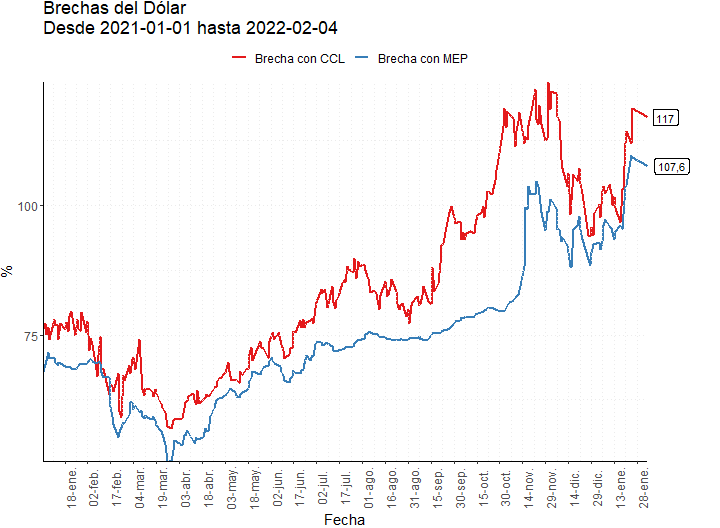 Brechas del Dólar
Desde 2021-01-01 hasta 2022-02-04
Brecha con CCL
Brecha con MEP
117
107,6
100
75
%
18-ene.
02-feb.
17-feb.
04-mar.
19-mar.
03-abr.
18-abr.
03-may.
18-may.
02-jun.
17-jun.
02-jul.
17-jul.
01-ago.
16-ago.
31-ago.
15-sep.
30-sep.
15-oct.
30-oct.
14-nov.
29-nov.
14-dic.
29-dic.
13-ene.
28-ene.
Fecha